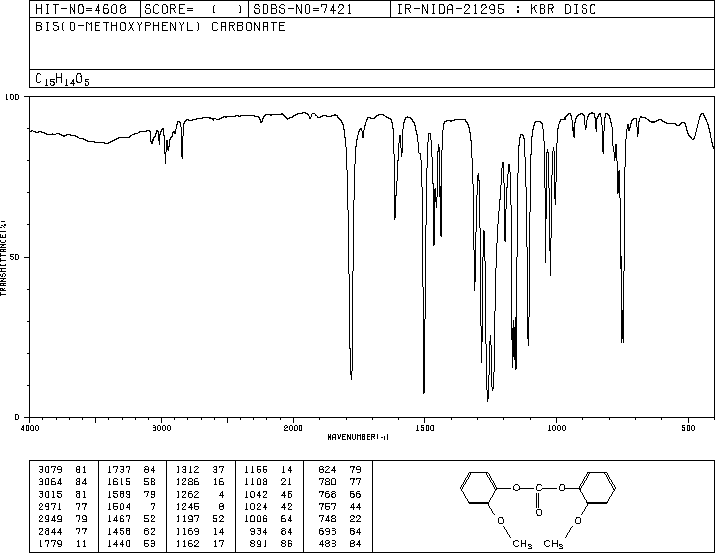 HIT-NO=4608 SCORE= ( ) SDBS-NO=7421 IR-NIDA-21295 : KBR DISC
BIS(O-METHOXYPHENYL) CARBONATE
C15H14O5
100
50
0
TRANSMITTANCE(%)
4000 3000 2000 1500 1000 500
WAVENUMBER(-1)
3079 81 1737 84 1312 37 1155 14 824 79
3064 84 1615 58 1286 16 1109 21 780 77
3015 81 1589 79 1262 4 1042 46 766 66
2971 77 1504 7 1245 8 1024 42 757 44
2949 79 1467 52 1197 52 1006 64 748 22
2844 77 1458 62 1169 14 934 84 693 84
1779 11 1440 53 1162 17 891 86 483 84
O C O
O
O O
CH3 CH3